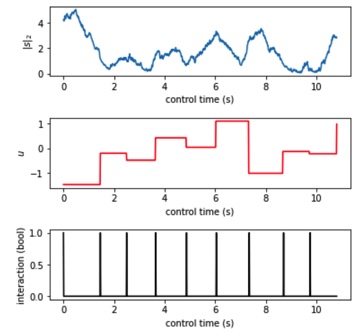 4
2
0
|s|₂
0 2 4 6 8 10
control time (s)
1
0
−1
u
0 2 4 6 8 10
control time (s)
1.0
0.5
0.0
interaction (bool)
0 2 4 6 8 10
control time (s)